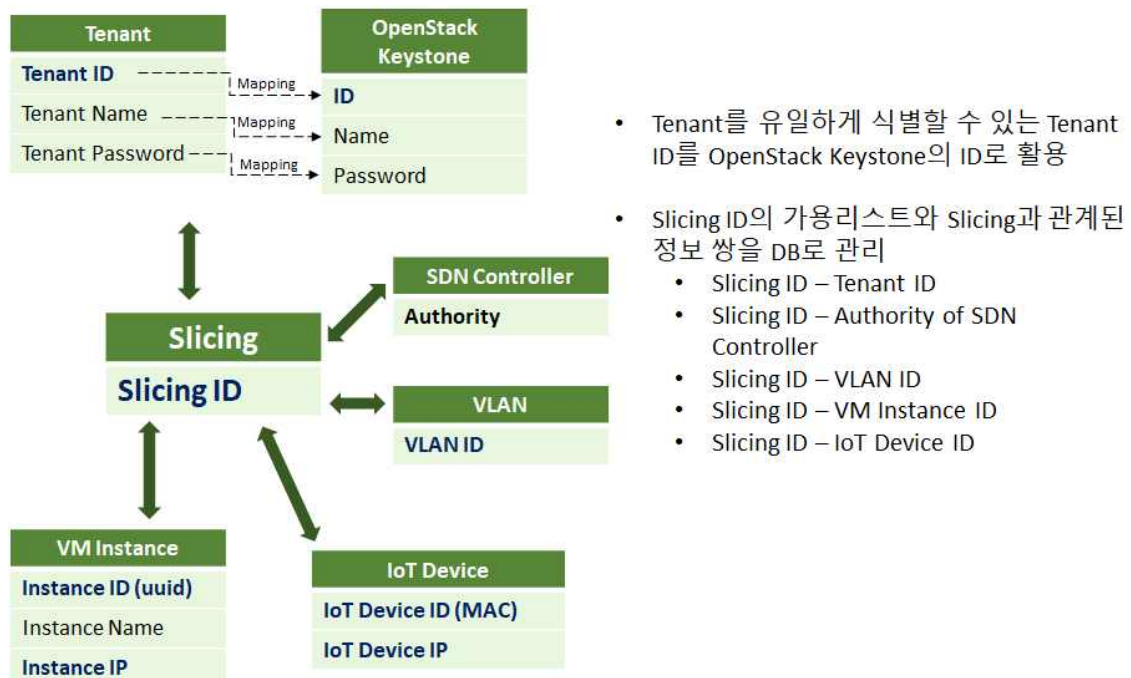 Tenant
Tenant ID
Tenant Name
Tenant Password
Mapping
Mapping
Mapping
OpenStack
Keystone
ID
Name
Password
SDN Controller
Authority
Slicing
Slicing ID
VLAN
VLAN ID
VM Instance
Instance ID (uuid)
Instance Name
Instance IP
IoT Device
IoT Device ID (MAC)
IoT Device IP
• Tenant를 유일하게 식별할 수 있는 Tenant
ID를 OpenStack Keystone의 ID로 활용
• Slicing ID의 가용리스트와 Slicing과 관계된
정보 쌍을 DB로 관리
• Slicing ID – Tenant ID
• Slicing ID – Authority of SDN
Controller
• Slicing ID – VLAN ID
• Slicing ID – VM Instance ID
• Slicing ID – IoT Device ID